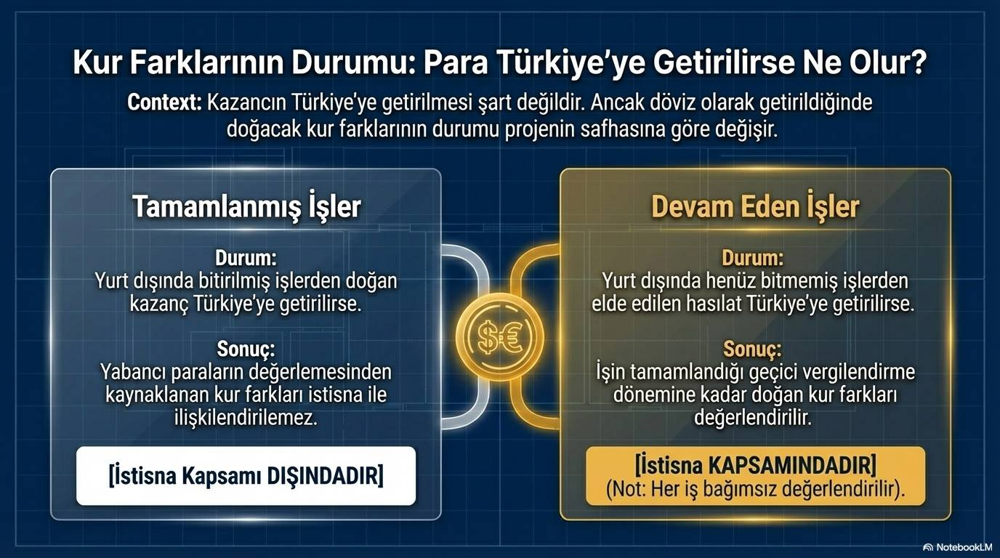 Kur Farklarının Durumu: Para Türkiye’ye Getirilirse Ne Olur?
Context: Kazancın Türkiye’ye getirilmesi şart değildir. Ancak döviz olarak getirildiğinde
doğacak kur farklarının durumu projenin safhasına göre değişir.
Tamamlanmış İşler
Durum:
Yurt dışında bitirilmiş işlerden doğan
kazanç Türkiye’ye getirilirse.
Sonuç:
Yabancı paraların değerlemesinden
kaynaklanan kur farkları istisna ile
ilişkilendirilemez.
[İstisna Kapsamı DIŞINDADIR]
$€
Devam Eden İşler
Durum:
Yurt dışında henüz bitmemiş işlerden
elde edilen hasılat Türkiye’ye getirilirse.
Sonuç:
İşin tamamlandığı geçici vergilendirme
dönemine kadar doğan kur farkları
değerlendirilir.
[İstisna KAPSAMINDADIR]
(Not: Her iş bağımsız değerlendirilir).
NotebookLM